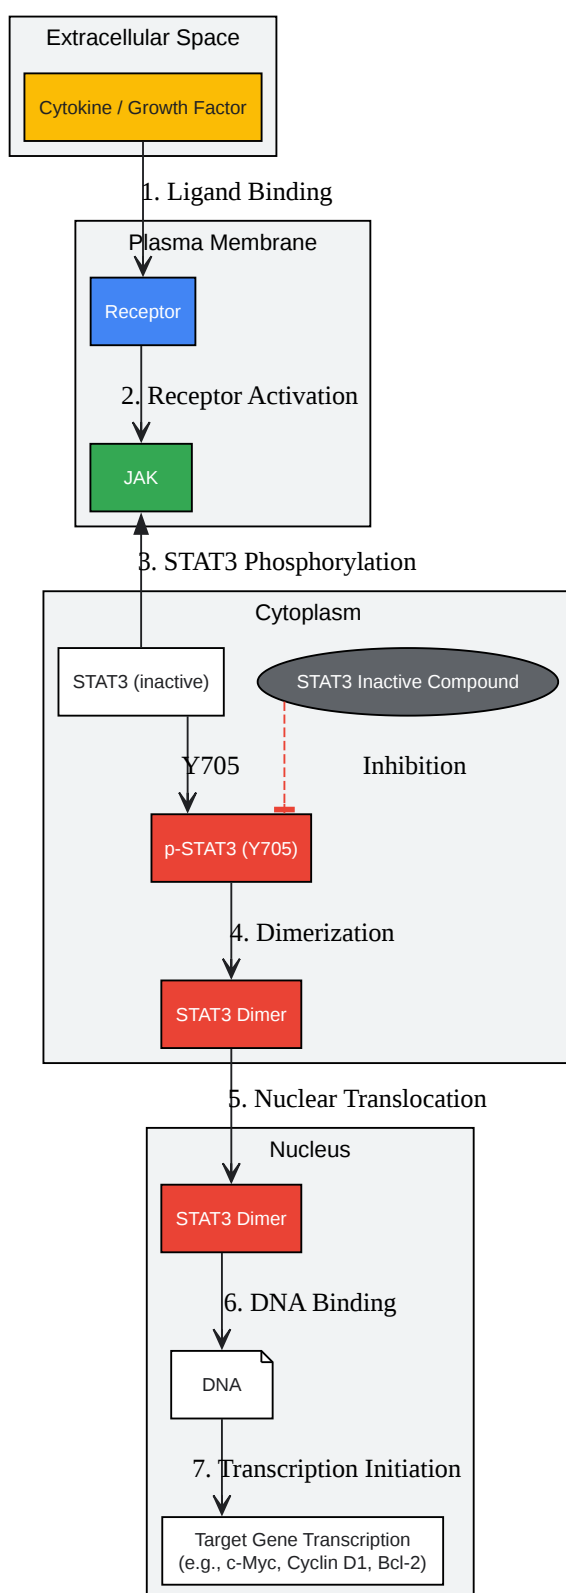 Extracellular Space
Cytokine / Growth Factor
1. Ligand Binding
Plasma Membrane
Receptor
2. Receptor Activation
JAK
3. STAT3 Phosphorylation
Cytoplasm
STAT3 (inactive)
STAT3 Inactive Compound
Y705
Inhibition
p-STAT3 (Y705)
4. Dimerization
STAT3 Dimer
5. Nuclear Translocation
Nucleus
STAT3 Dimer
6. DNA Binding
DNA
7. Transcription Initiation
Target Gene Transcription
(e.g., c-Myc, Cyclin D1, Bcl-2)